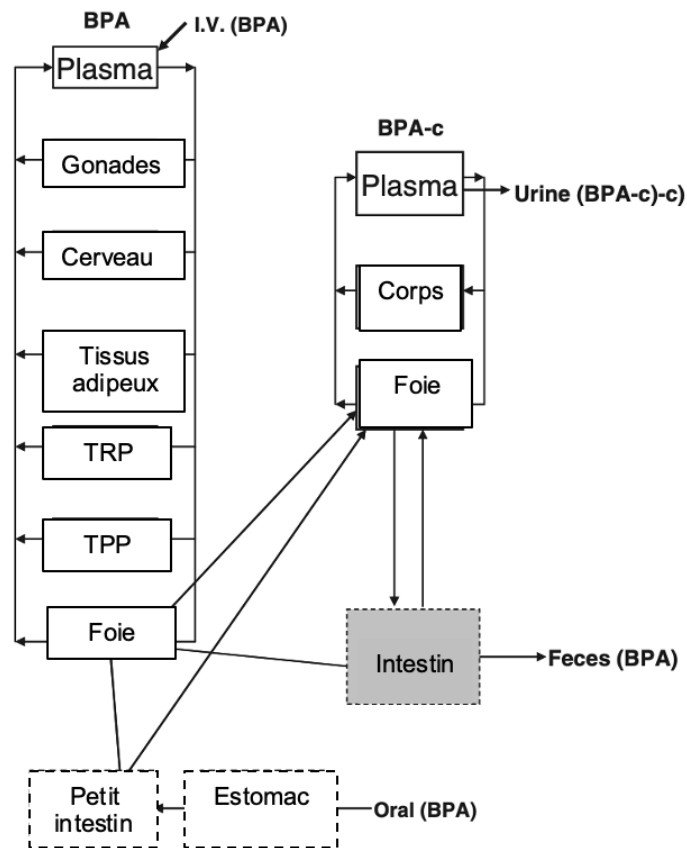 BPA
I.V. (BPA)
Plasma
Gonades
Cerveau
Tissus
adipeux
TRP
TPP
Foie
BPA-c
Plasma
Urine (BPA-c)-c)
Corps
Foie
Intestin
Feces (BPA)
Petit
intestin
Estomac
Oral (BPA)